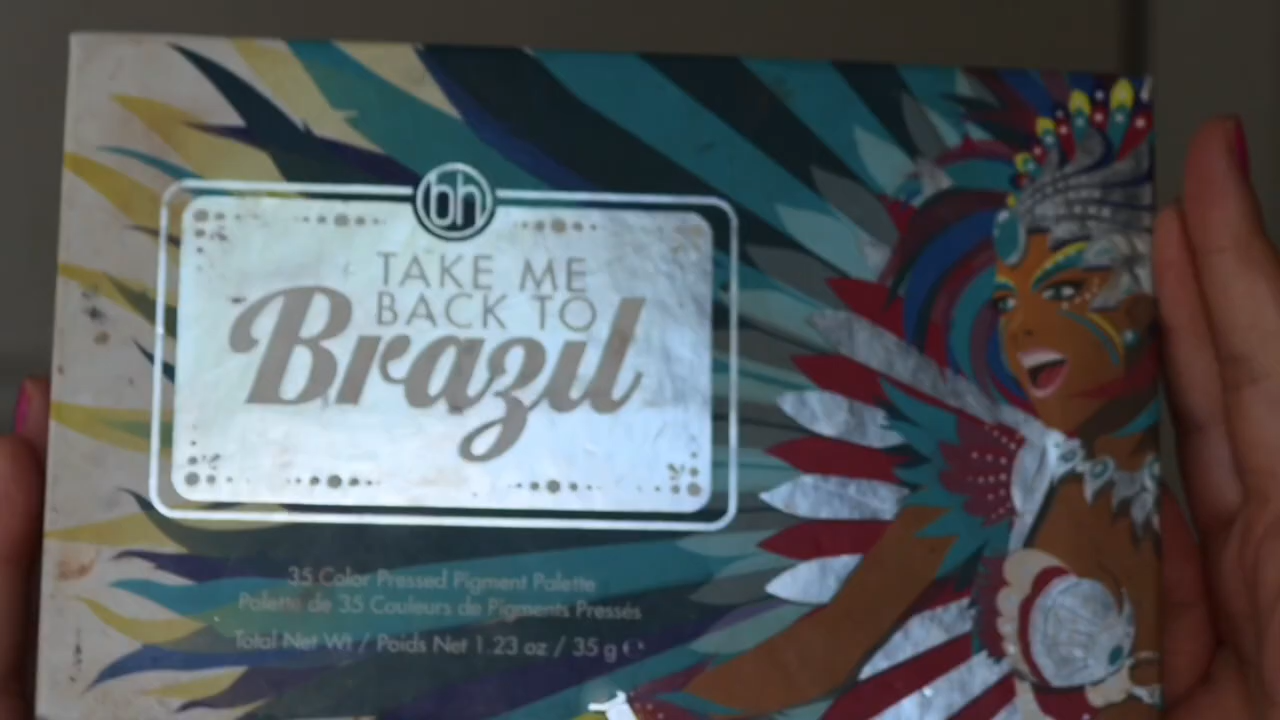 bh
TAKE ME
BACK TO
Brazil
35 Color Pressed Pigment Palette
Palette de 35 Couleurs de Pigments Pressés
Total Net Wt / Poids Net 1.23 oz / 35 g ℮